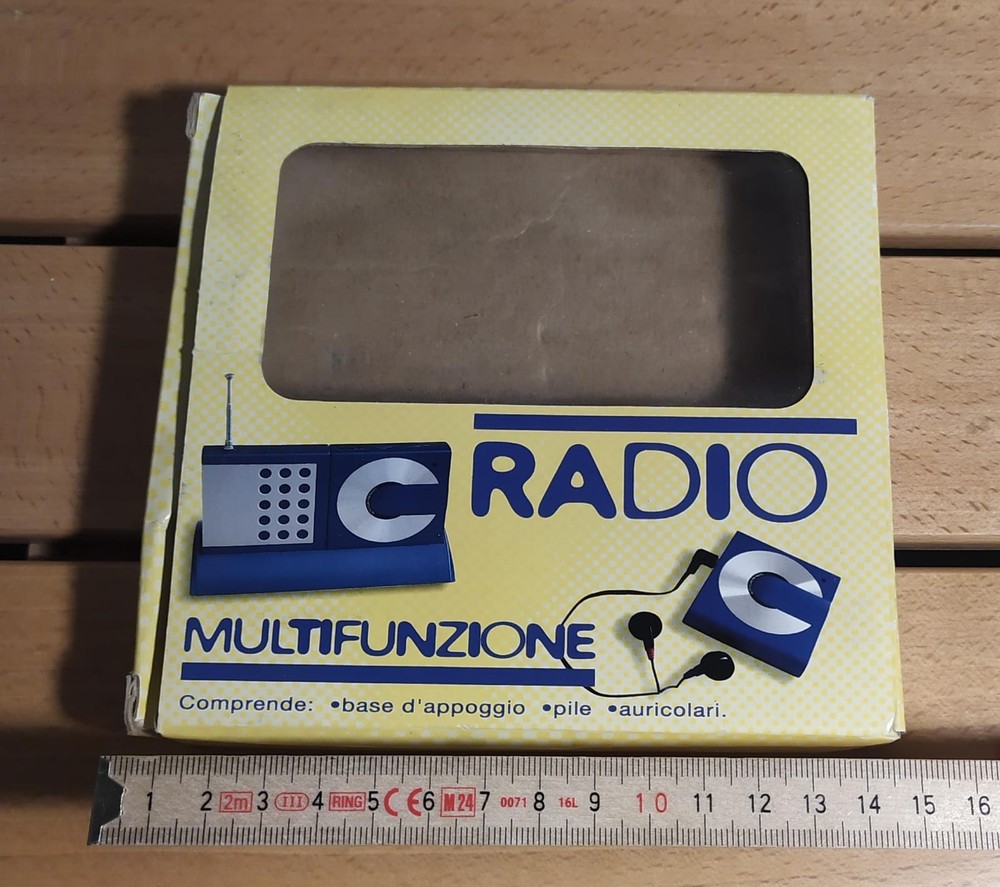 RADIO
MULTIFUNZIONE
Comprende: •base d'appoggio •pile •auricolari.
1 2 2m 3 III 4 RING 5 CE 6 M24 7 0071 8 16L 9 10 11 12 13 14 15 16